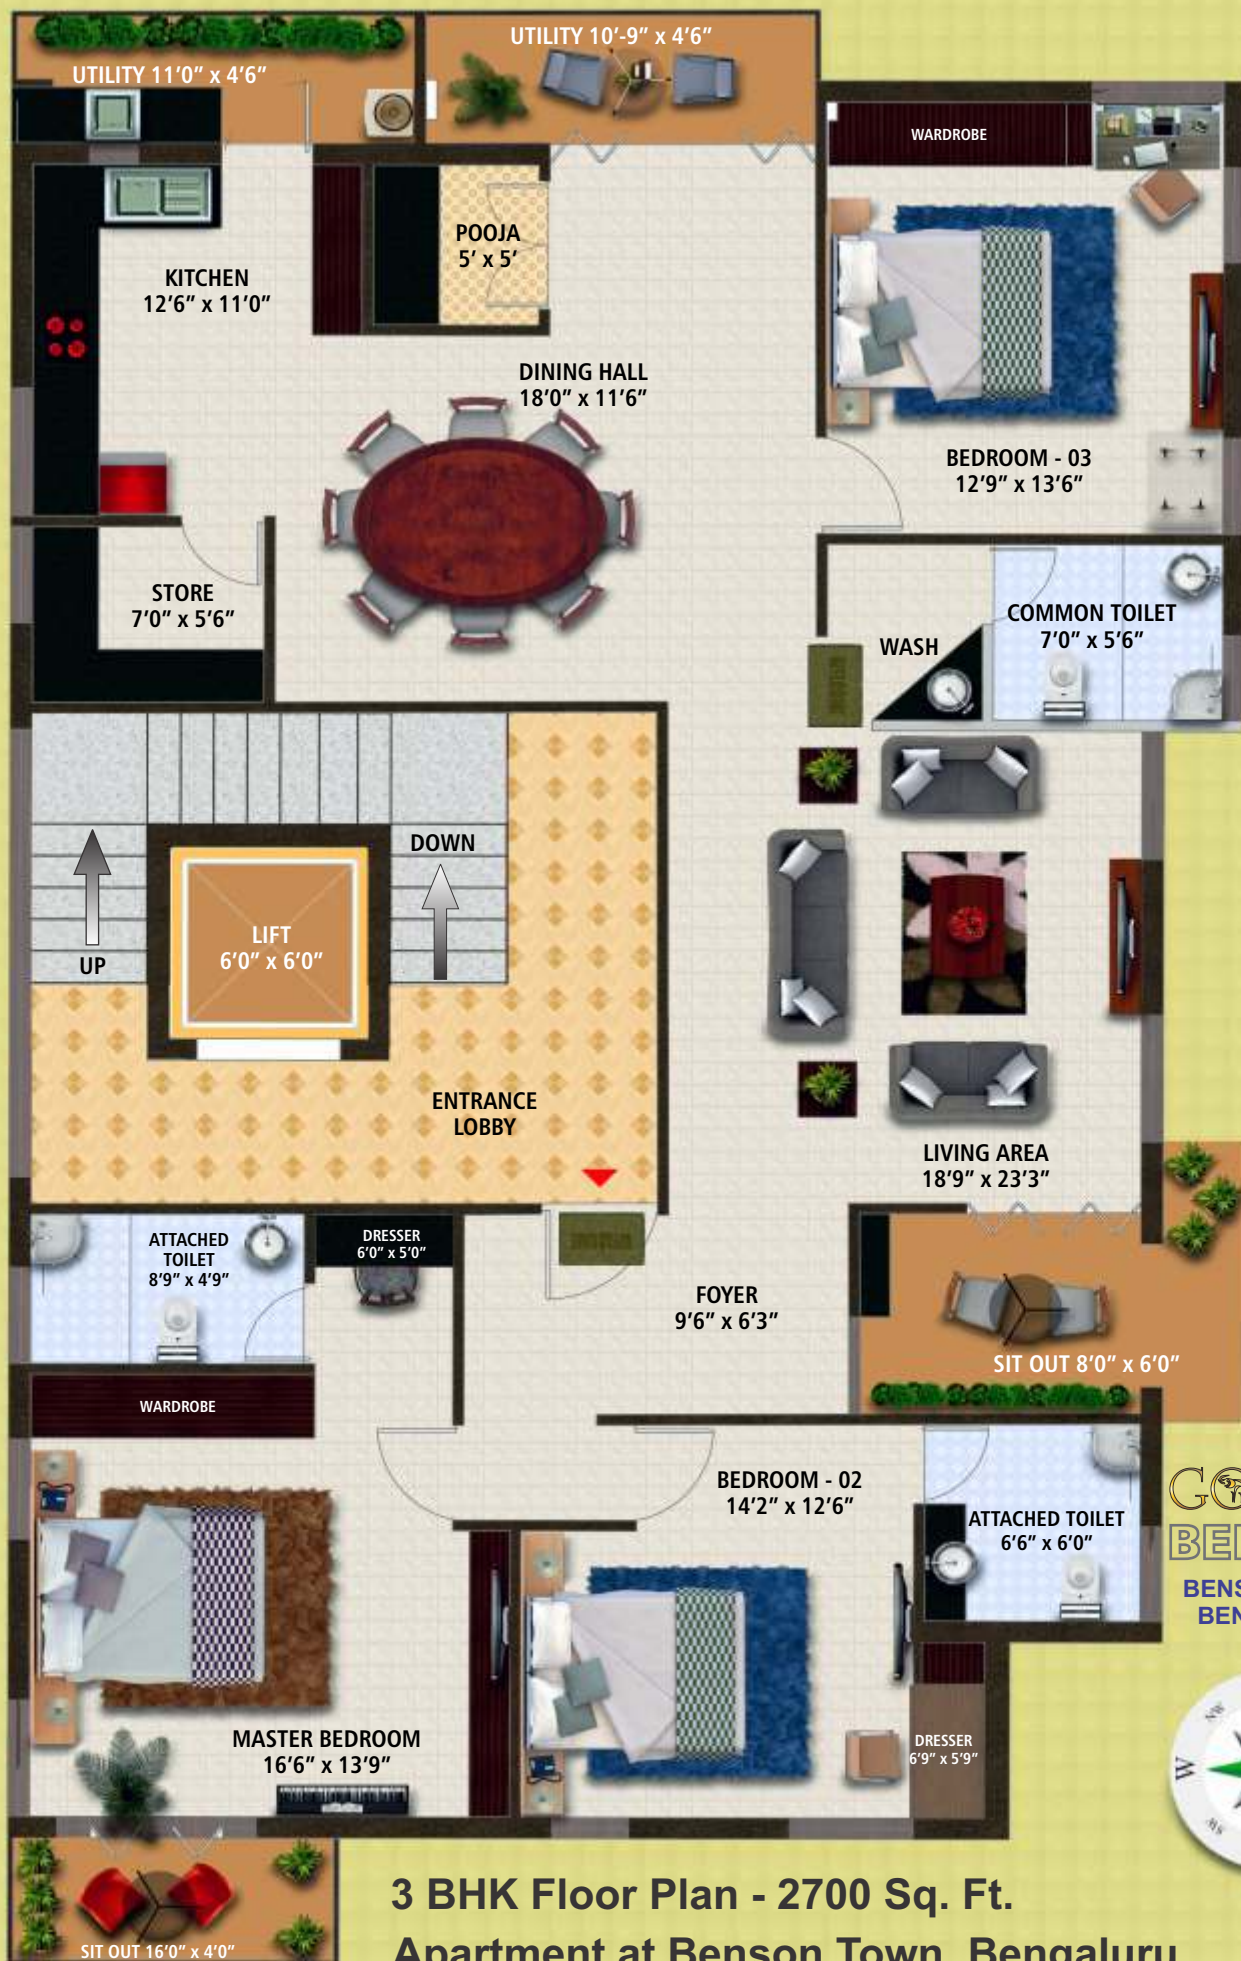 UTILITY 11'0" x 4'6"
UTILITY 10'-9" x 4'6"
WARDROBE
POOJA
5' x 5'
KITCHEN
12'6" x 11'0"
DINING HALL
18'0" x 11'6"
BEDROOM - 03
12'9" x 13'6"
STORE
7'0" x 5'6"
COMMON TOILET
7'0" x 5'6"
WASH
DOWN
UP
LIFT
6'0" x 6'0"
ENTRANCE
LOBBY
LIVING AREA
18'9" x 23'3"
ATTACHED
TOILET
8'9" x 4'9"
DRESSER
6'0" x 5'0"
FOYER
9'6" x 6'3"
SIT OUT 8'0" x 6'0"
WARDROBE
BEDROOM - 02
14'2" x 12'6"
ATTACHED TOILET
6'6" x 6'0"
MASTER BEDROOM
16'6" x 13'9"
DRESSER
6'9" x 5'9"
NW
W
SW
SIT OUT 16'0" x 4'0"
3 BHK Floor Plan - 2700 Sq. Ft.
Apartment at Benson Town, Bengaluru